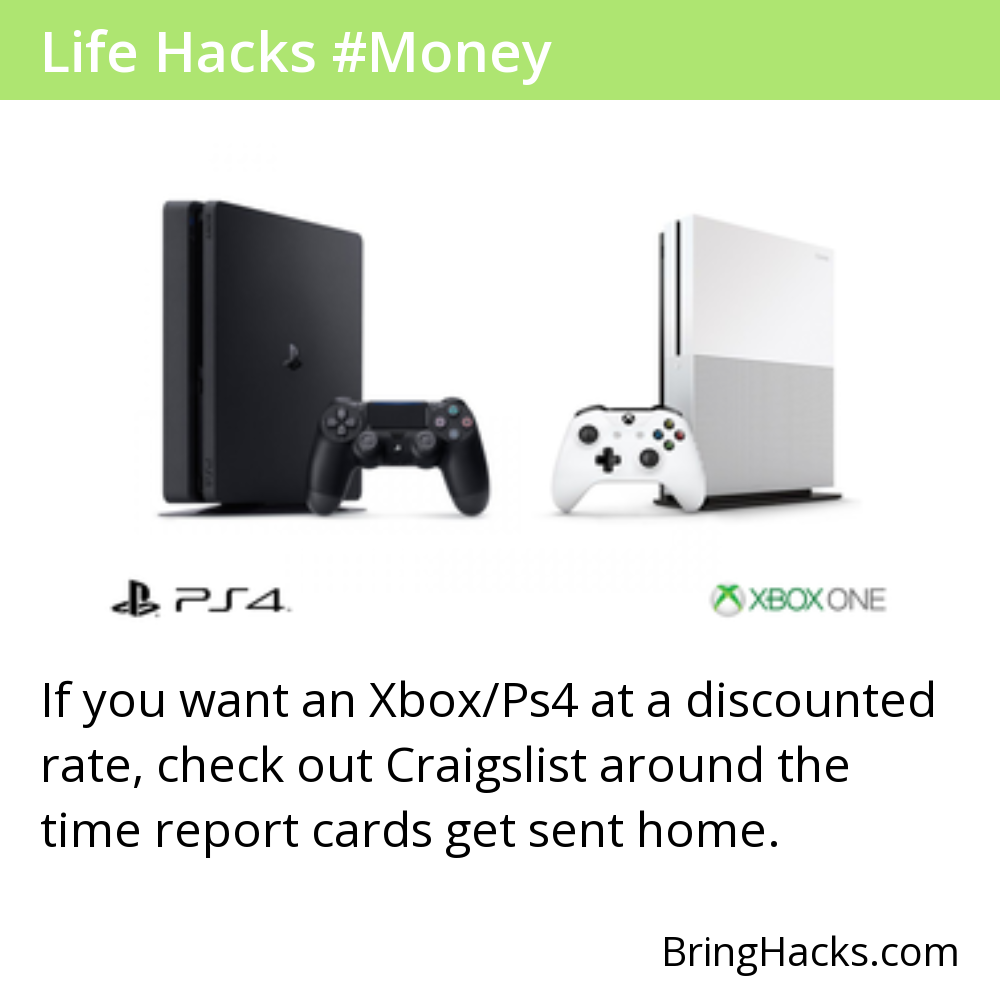 Life Hacks #Money
PS4
XBOX ONE
If you want an Xbox/Ps4 at a discounted
rate, check out Craigslist around the
time report cards get sent home.
BringHacks.com